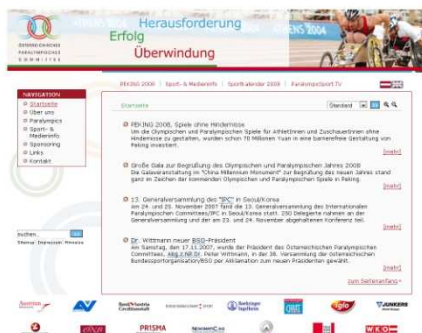 Herausforderung
Erfolg
Überwindung
ATHENS 2004
ÖSTERREICHISCHES
PARALYMPISCHES
COMMITTEE
PEKING 2008 | Sport- & Medieninfo | Sportkalender 2008 | ParalympicSport.TV
NAVIGATION
Startseite
Über uns
Paralympics
Sport- &
Medieninfo
Sponsoring
Links
Kontakt
suchen..
Sitemap Impressum
Startseite
Standard
PEKING 2008, Spiele ohne Hindernisse
Um die Olympischen und Paralympischen Spiele für AthletInnen und ZuschauerInnen ohne
Hindernisse zu gestalten, wurden schon 70 Millionen Yuan in eine barrierefreie Gestaltung von
Peking investiert.
[mehr]
Große Gala zur Begrüßung des Olympischen und Paralympischen Jahres 2008
Die Galaveranstaltung im "China Millennium Monument" zur Begrüßung des neuen Jahres stand
ganz im Zeichen der kommenden Olympischen und Paralympischen Spiele in Peking.
[mehr]
13. Generalversammlung des "IPC" in Seoul/Korea
Am 24. und 25. November 2007 fand die 13. Generalversammlung des Internationalen
Paralympischen Committees/IPC in Seoul/Korea statt. 250 Delegierte nahmen an der
Generalversammlung und der am 23. und 24. November abgehaltenen Konferenz teil.
[mehr]
Dr. Wittmann neuer BSO-Präsident
Am Samstag, den 17.11.2007, wurde der Präsident des Österreichischen Paralympischen
Committees, Abg.z.NR Dr. Peter Wittmann, in der 38. Versammlung der Österreichischen
Bundessportorganisation/BSO per Akklamation zum neuen Präsidenten gewählt.
[mehr]
zum Seitenanfang
Austrian
Bank Austria
Creditanstalt
Boehringer
Ingelheim
iglo
JUNKERS
PRISMA
WKO